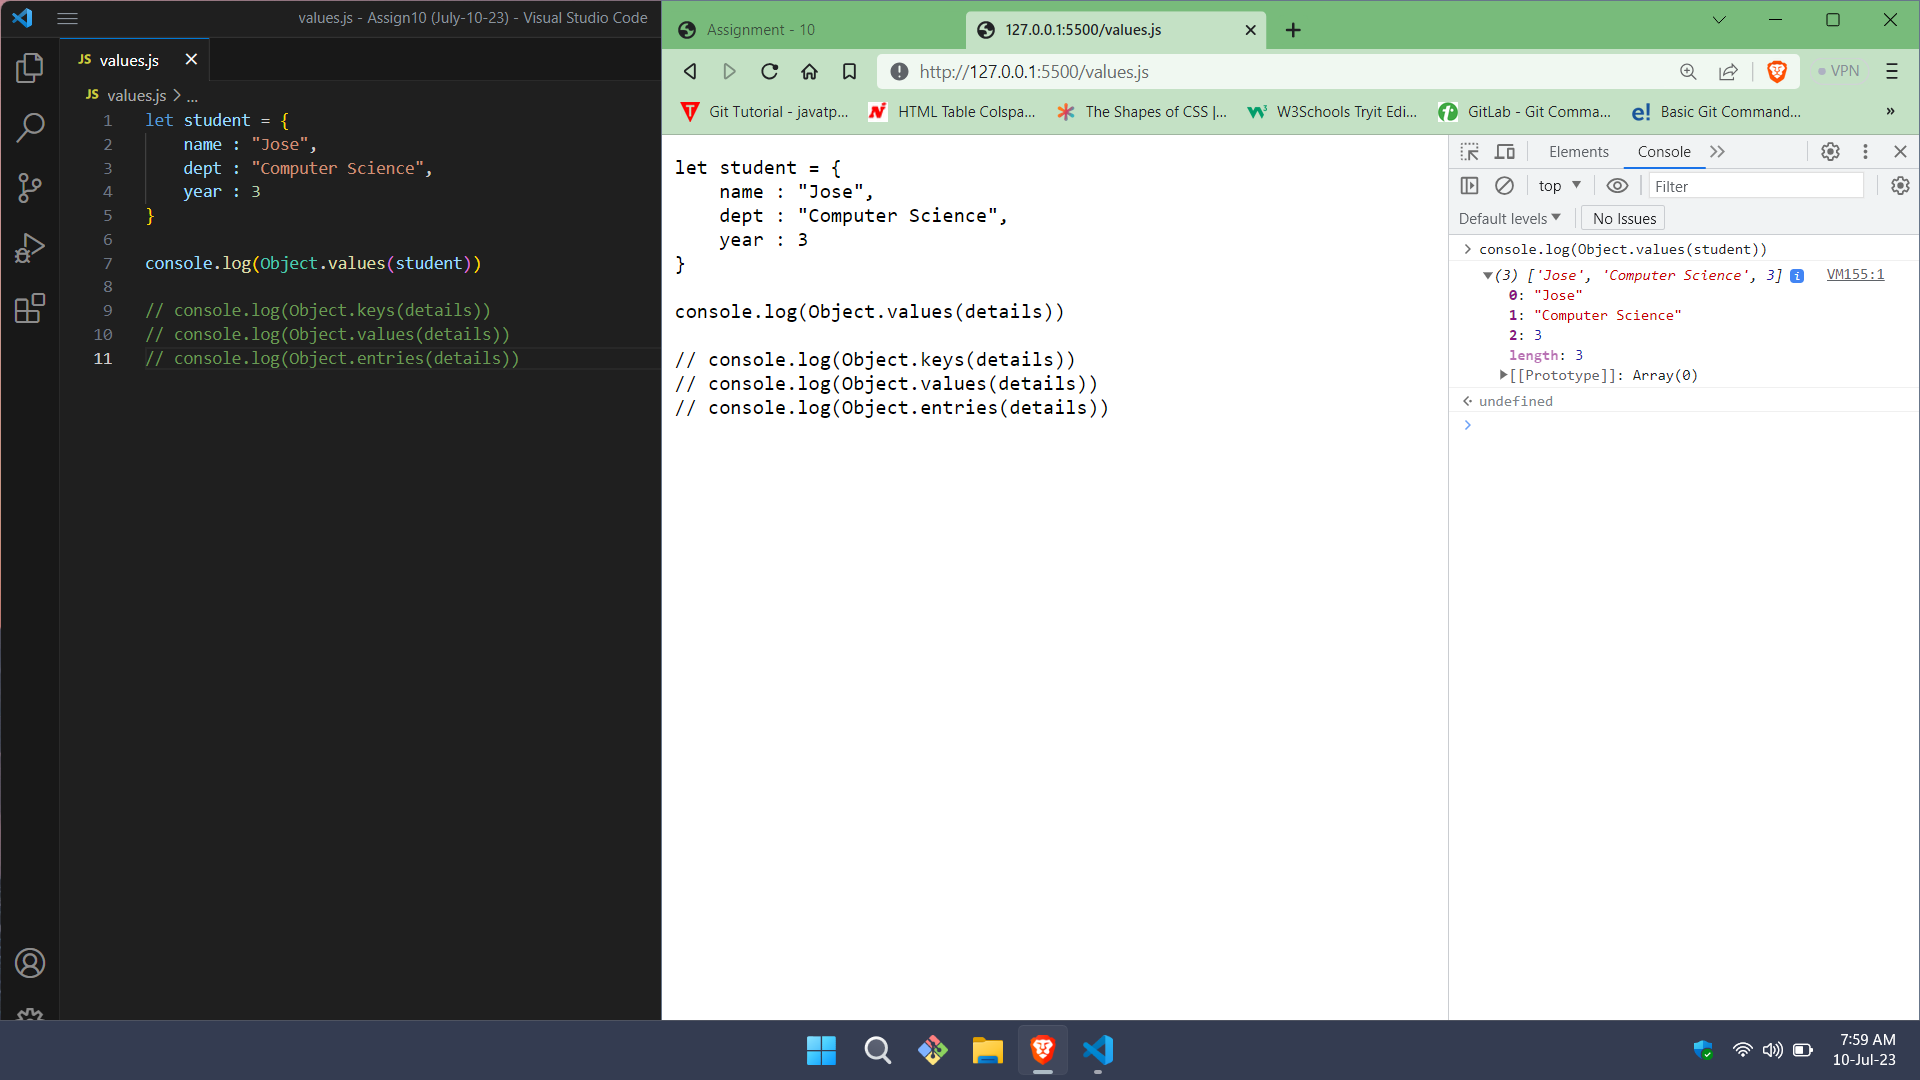 values.js - Assign10 (July-10-23) - Visual Studio Code
JS values.js
JS values.js > ...
1 let student = {
2     name : "Jose",
3     dept : "Computer Science",
4     year : 3
5 }
6
7 console.log(Object.values(student))
8
9 // console.log(Object.keys(details))
10 // console.log(Object.values(details))
11 // console.log(Object.entries(details))
Assignment - 10
127.0.0.1:5500/values.js
http://127.0.0.1:5500/values.js
VPN
Git Tutorial - javatp...
HTML Table Colspa...
The Shapes of CSS |...
W3Schools Tryit Edi...
GitLab - Git Comma...
e! Basic Git Command...
»
let student = {
    name : "Jose",
    dept : "Computer Science",
    year : 3
}
console.log(Object.values(details))
// console.log(Object.keys(details))
// console.log(Object.values(details))
// console.log(Object.entries(details))
Elements
Console
top
Filter
Default levels
No Issues
console.log(Object.values(student))
(3) ['Jose', 'Computer Science', 3] i VM155:1
0: "Jose"
1: "Computer Science"
2: 3
length: 3
[[Prototype]]: Array(0)
undefined
7:59 AM
10-Jul-23